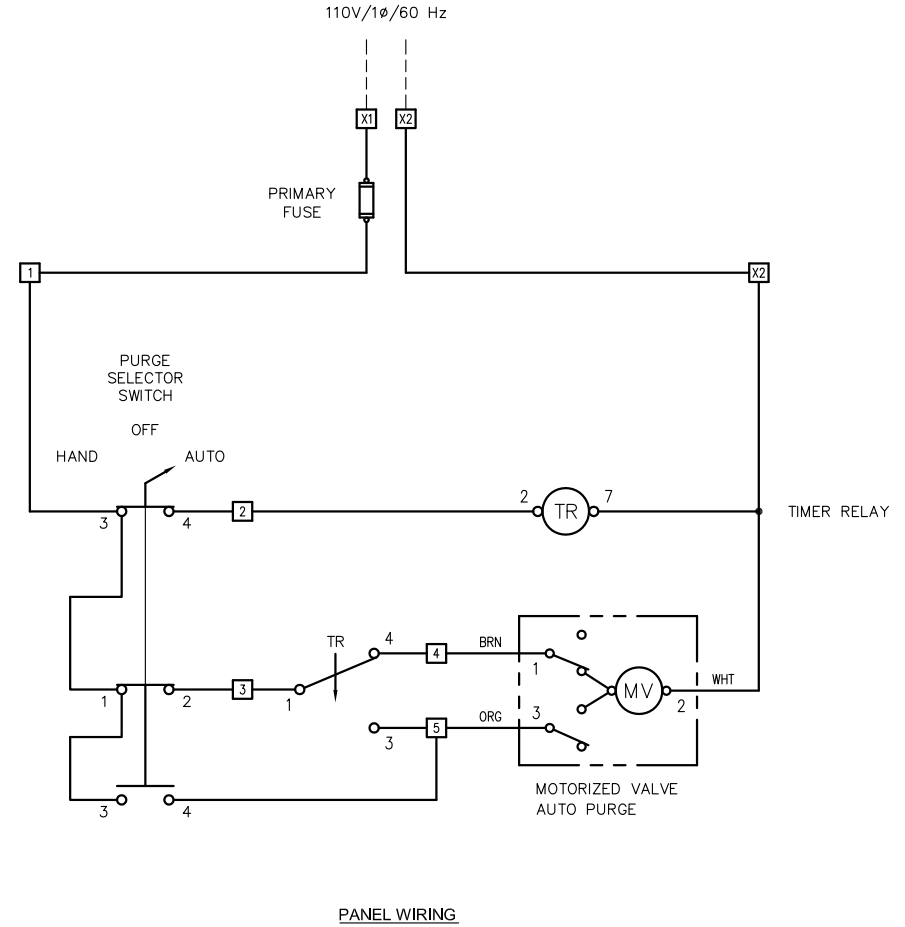 110V/1ø/60 Hz
X1 X2
PRIMARY
FUSE
1
X2
PURGE
SELECTOR
SWITCH
OFF
HAND AUTO
3 4 2 2 TR 7 TIMER RELAY
TR
4 4 BRN
1 2 3 1 1 MV 2 WHT
3 5 ORG 3
3 4
MOTORIZED VALVE
AUTO PURGE
PANEL WIRING